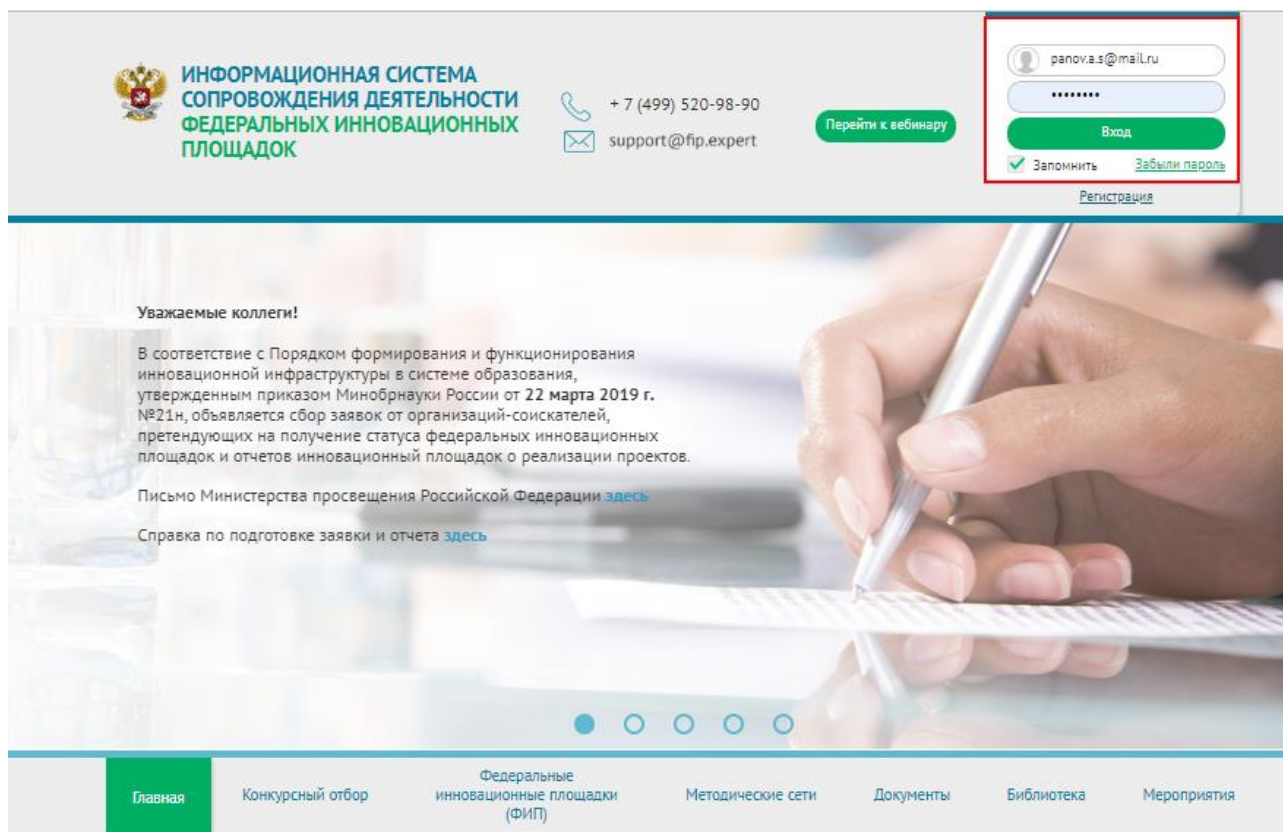 ИНФОРМАЦИОННАЯ СИСТЕМА
СОПРОВОЖДЕНИЯ ДЕЯТЕЛЬНОСТИ
ФЕДЕРАЛЬНЫХ ИННОВАЦИОННЫХ
ПЛОЩАДОК
+ 7 (499) 520-98-90
support@fip.expert
Перейти к вебинару
panov.a.s@mail.ru
••••••••
Вход
Запомнить Забыли пароль
Регистрация
Уважаемые коллеги!
В соответствие с Порядком формирования и функционирования
инновационной инфраструктуры в системе образования,
утвержденным приказом Минобрнауки России от 22 марта 2019 г.
№21н, объявляется сбор заявок от организаций-соискателей,
претендующих на получение статуса федеральных инновационных
площадок и отчетов инновационный площадок о реализации проектов.
Письмо Министерства просвещения Российской Федерации здесь
Справка по подготовке заявки и отчета здесь
Главная
Конкурсный отбор
Федеральные
инновационные площадки
(ФИП)
Методические сети
Документы
Библиотека
Мероприятия